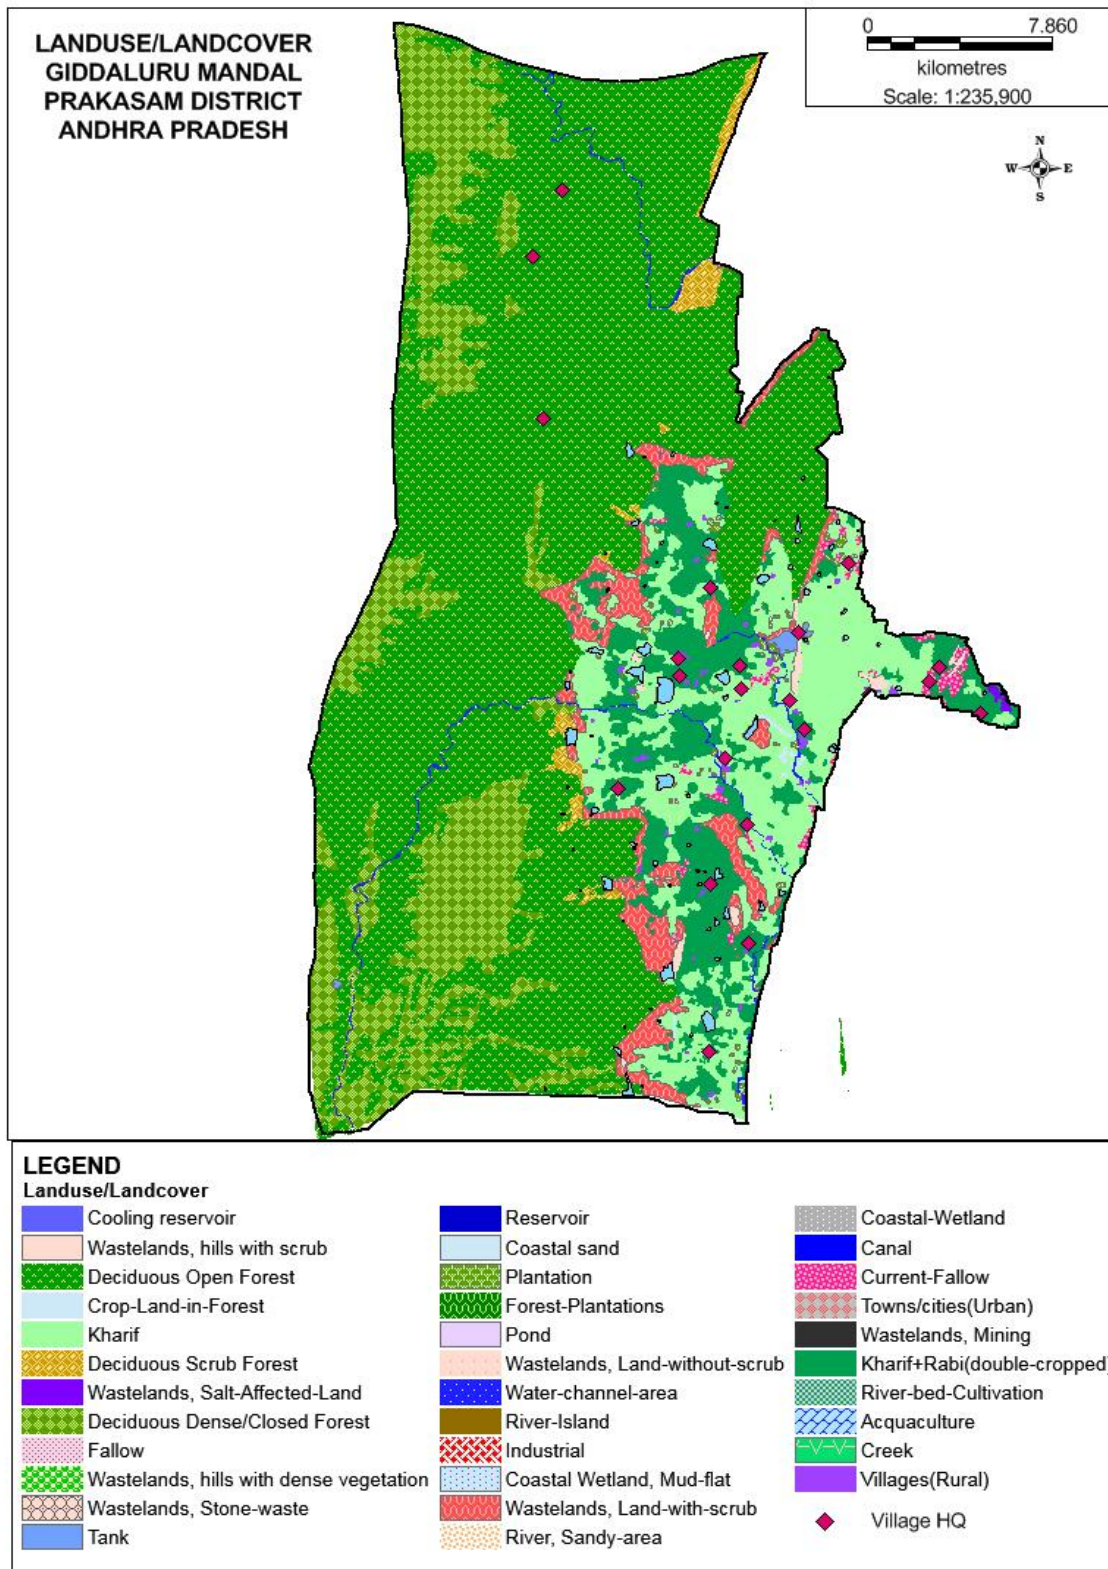 LANDUSE/LANDCOVER
GIDDALURU MANDAL
PRAKASAM DISTRICT
ANDHRA PRADESH
0 7.860
kilometres
Scale: 1:235,900
N
W E
S
LEGEND
Landuse/Landcover
Cooling reservoir
Wastelands, hills with scrub
Deciduous Open Forest
Crop-Land-in-Forest
Kharif
Deciduous Scrub Forest
Wastelands, Salt-Affected-Land
Deciduous Dense/Closed Forest
Fallow
Wastelands, hills with dense vegetation
Wastelands, Stone-waste
Tank
Reservoir
Coastal sand
Plantation
Forest-Plantations
Pond
Wastelands, Land-without-scrub
Water-channel-area
River-Island
Industrial
Coastal Wetland, Mud-flat
Wastelands, Land-with-scrub
River, Sandy-area
Coastal-Wetland
Canal
Current-Fallow
Towns/cities(Urban)
Wastelands, Mining
Kharif+Rabi(double-cropped)
River-bed-Cultivation
Acquaculture
Creek
Villages(Rural)
Village HQ